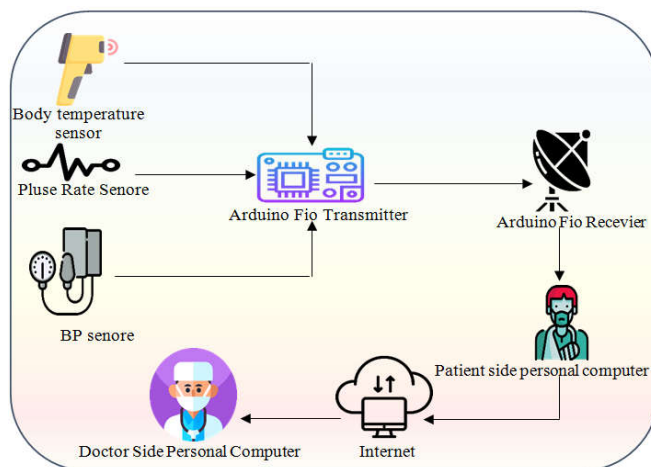 Body temperature
sensor
Pluse Rate Senore
Arduino Fio Transmitter
Arduino Fio Recevier
BP senore
Patient side personal computer
Doctor Side Personal Computer
Internet